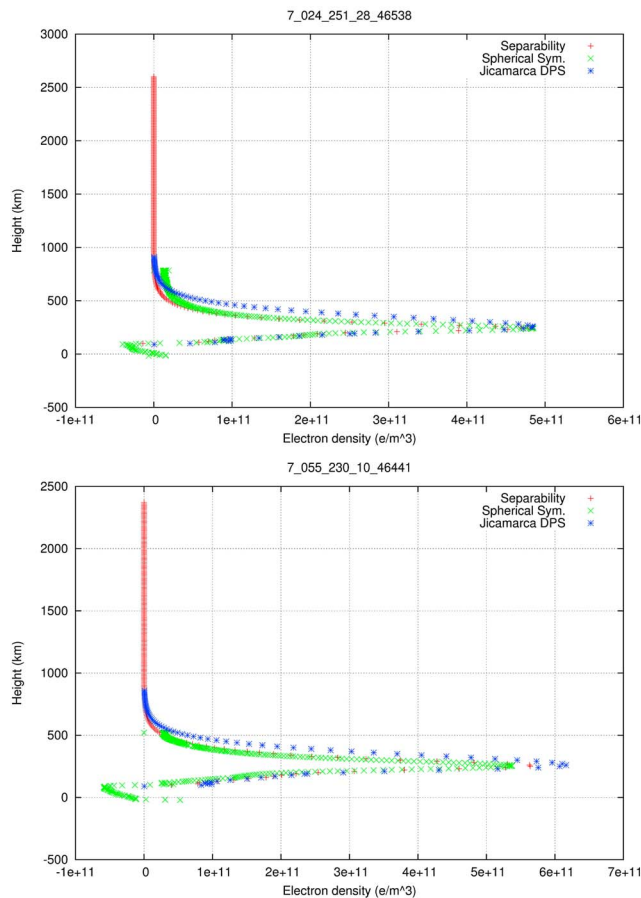 7_024_251_28_46538
3000
2500
2000
1500
1000
500
0
-500
Height (km)
Separability
Spherical Sym.
Jicamarca DPS
-1e+11 0 1e+11 2e+11 3e+11 4e+11 5e+11 6e+11
Electron density (e/m^3)
7_055_230_10_46441
2500
2000
1500
1000
500
0
-500
Height (km)
Separability
Spherical Sym.
Jicamarca DPS
-1e+11 0 1e+11 2e+11 3e+11 4e+11 5e+11 6e+11 7e+11
Electron density (e/m^3)